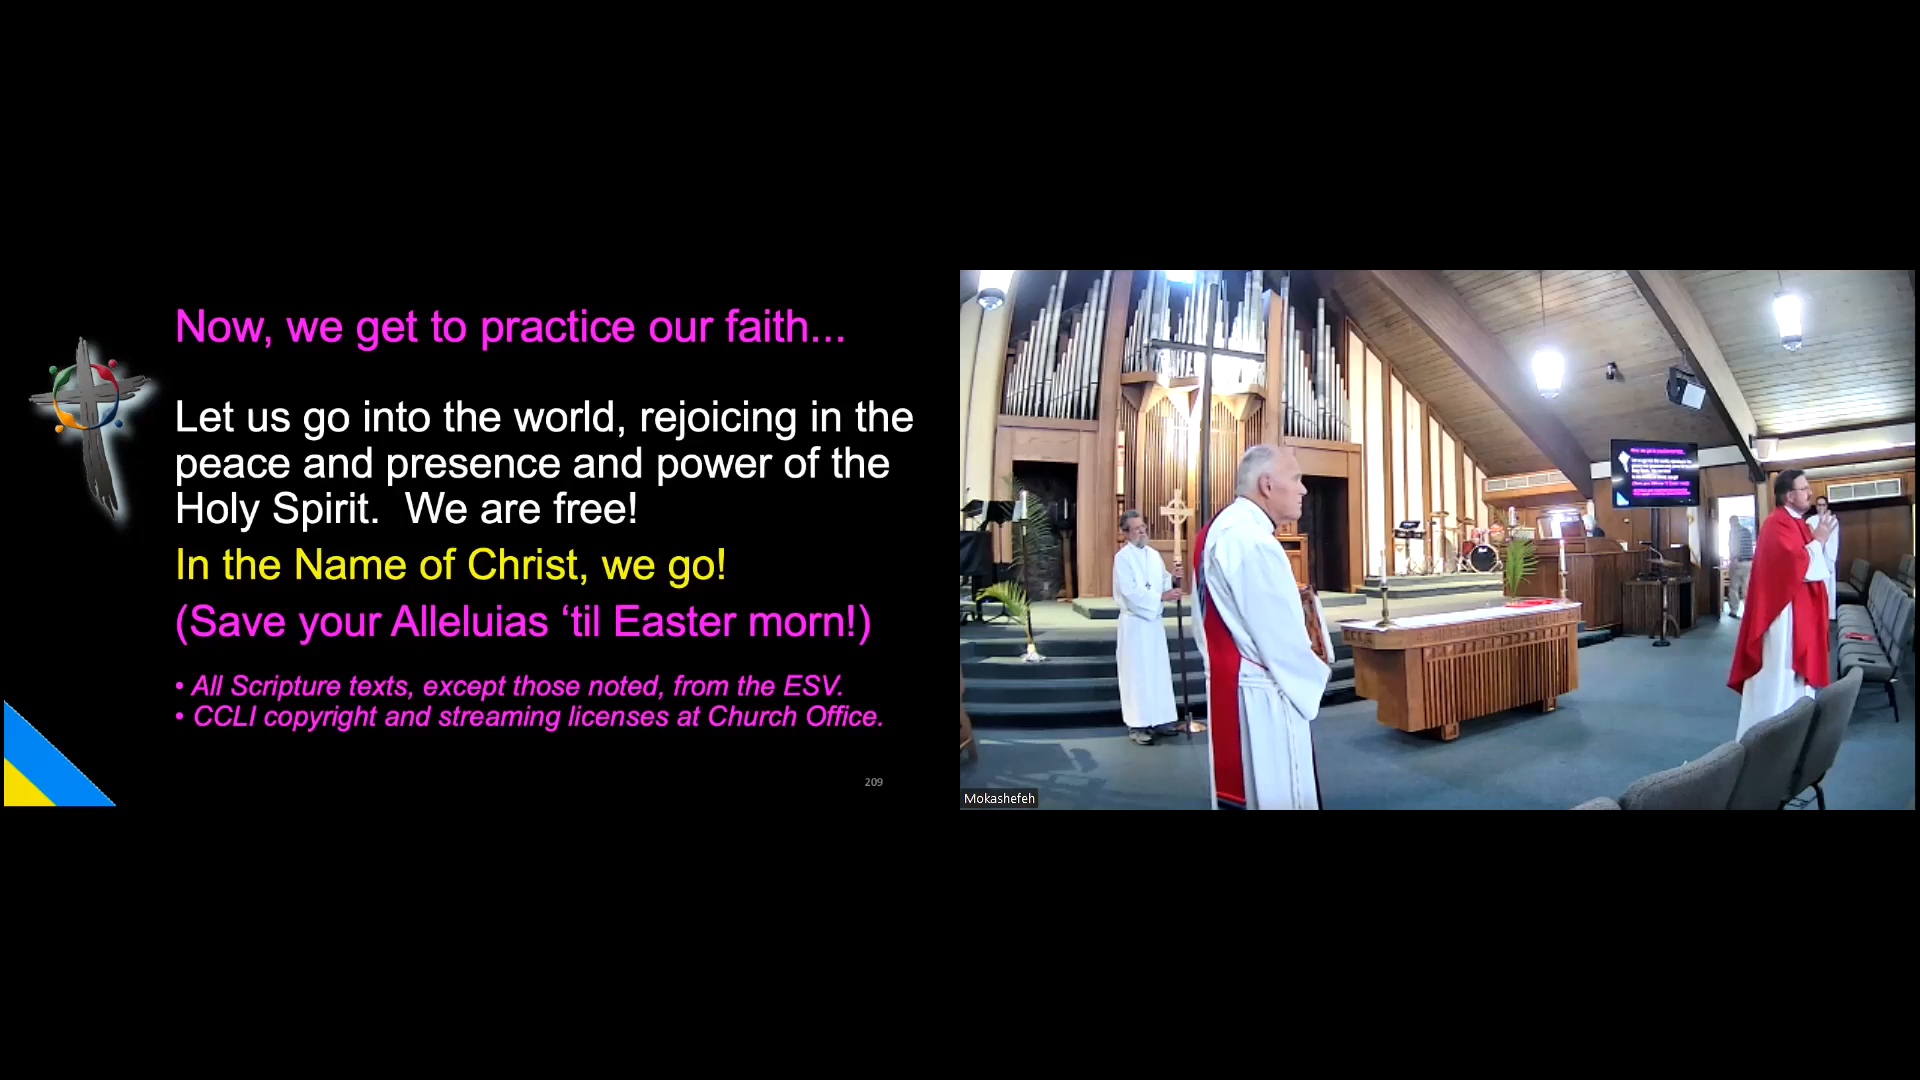 Now, we get to practice our faith...
Let us go into the world, rejoicing in the
peace and presence and power of the
Holy Spirit.  We are free!
In the Name of Christ, we go!
(Save your Alleluias ‘til Easter morn!)
• All Scripture texts, except those noted, from the ESV.
• CCLI copyright and streaming licenses at Church Office.
209
Mokashefeh